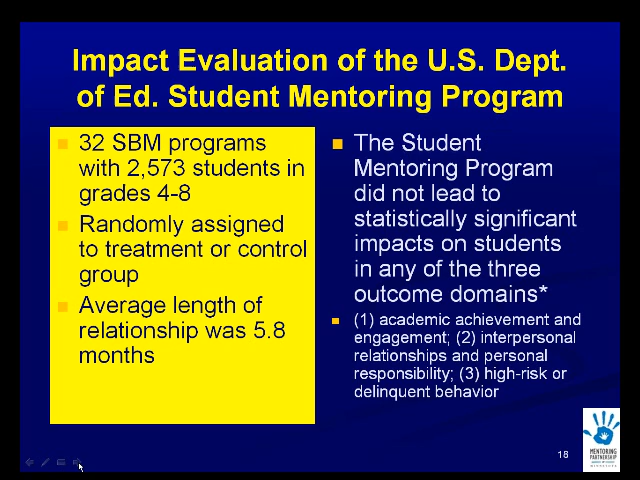 Impact Evaluation of the U.S. Dept.
of Ed. Student Mentoring Program
32 SBM programs
with 2,573 students in
grades 4-8
Randomly assigned
to treatment or control
group
Average length of
relationship was 5.8
months
The Student
Mentoring Program
did not lead to
statistically significant
impacts on students
in any of the three
outcome domains*
(1) academic achievement and
engagement; (2) interpersonal
relationships and personal
responsibility; (3) high-risk or
delinquent behavior
18
MENTORING
PARTNERSHIP